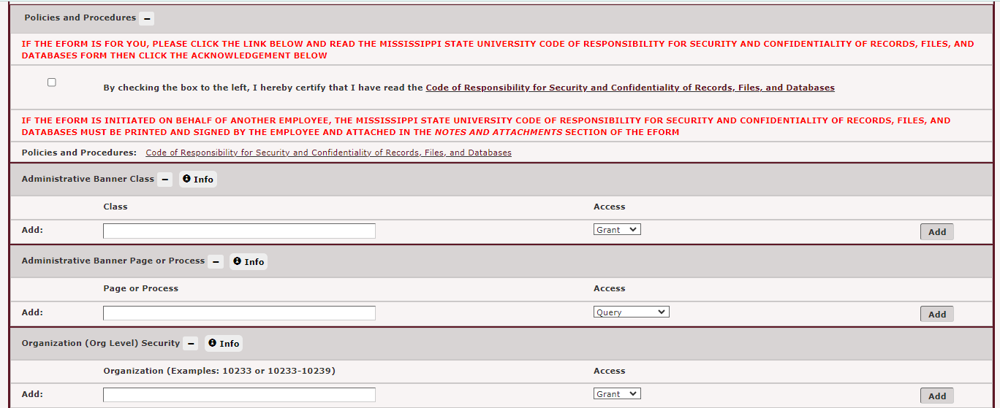 Policies and Procedures −
IF THE EFORM IS FOR YOU, PLEASE CLICK THE LINK BELOW AND READ THE MISSISSIPPI STATE UNIVERSITY CODE OF RESPONSIBILITY FOR SECURITY AND CONFIDENTIALITY OF RECORDS, FILES, AND
DATABASES FORM THEN CLICK THE ACKNOWLEDGEMENT BELOW
By checking the box to the left, I hereby certify that I have read the Code of Responsibility for Security and Confidentiality of Records, Files, and Databases
IF THE EFORM IS INITIATED ON BEHALF OF ANOTHER EMPLOYEE, THE MISSISSIPPI STATE UNIVERSITY CODE OF RESPONSIBILITY FOR SECURITY AND CONFIDENTIALITY OF RECORDS, FILES, AND
DATABASES MUST BE PRINTED AND SIGNED BY THE EMPLOYEE AND ATTACHED IN THE NOTES AND ATTACHMENTS SECTION OF THE EFORM
Policies and Procedures: Code of Responsibility for Security and Confidentiality of Records, Files, and Databases
Administrative Banner Class − Info
Class Access
Add: Grant Add
Administrative Banner Page or Process − Info
Page or Process Access
Add: Query Add
Organization (Org Level) Security − Info
Organization (Examples: 10233 or 10233-10239) Access
Add: Grant Add